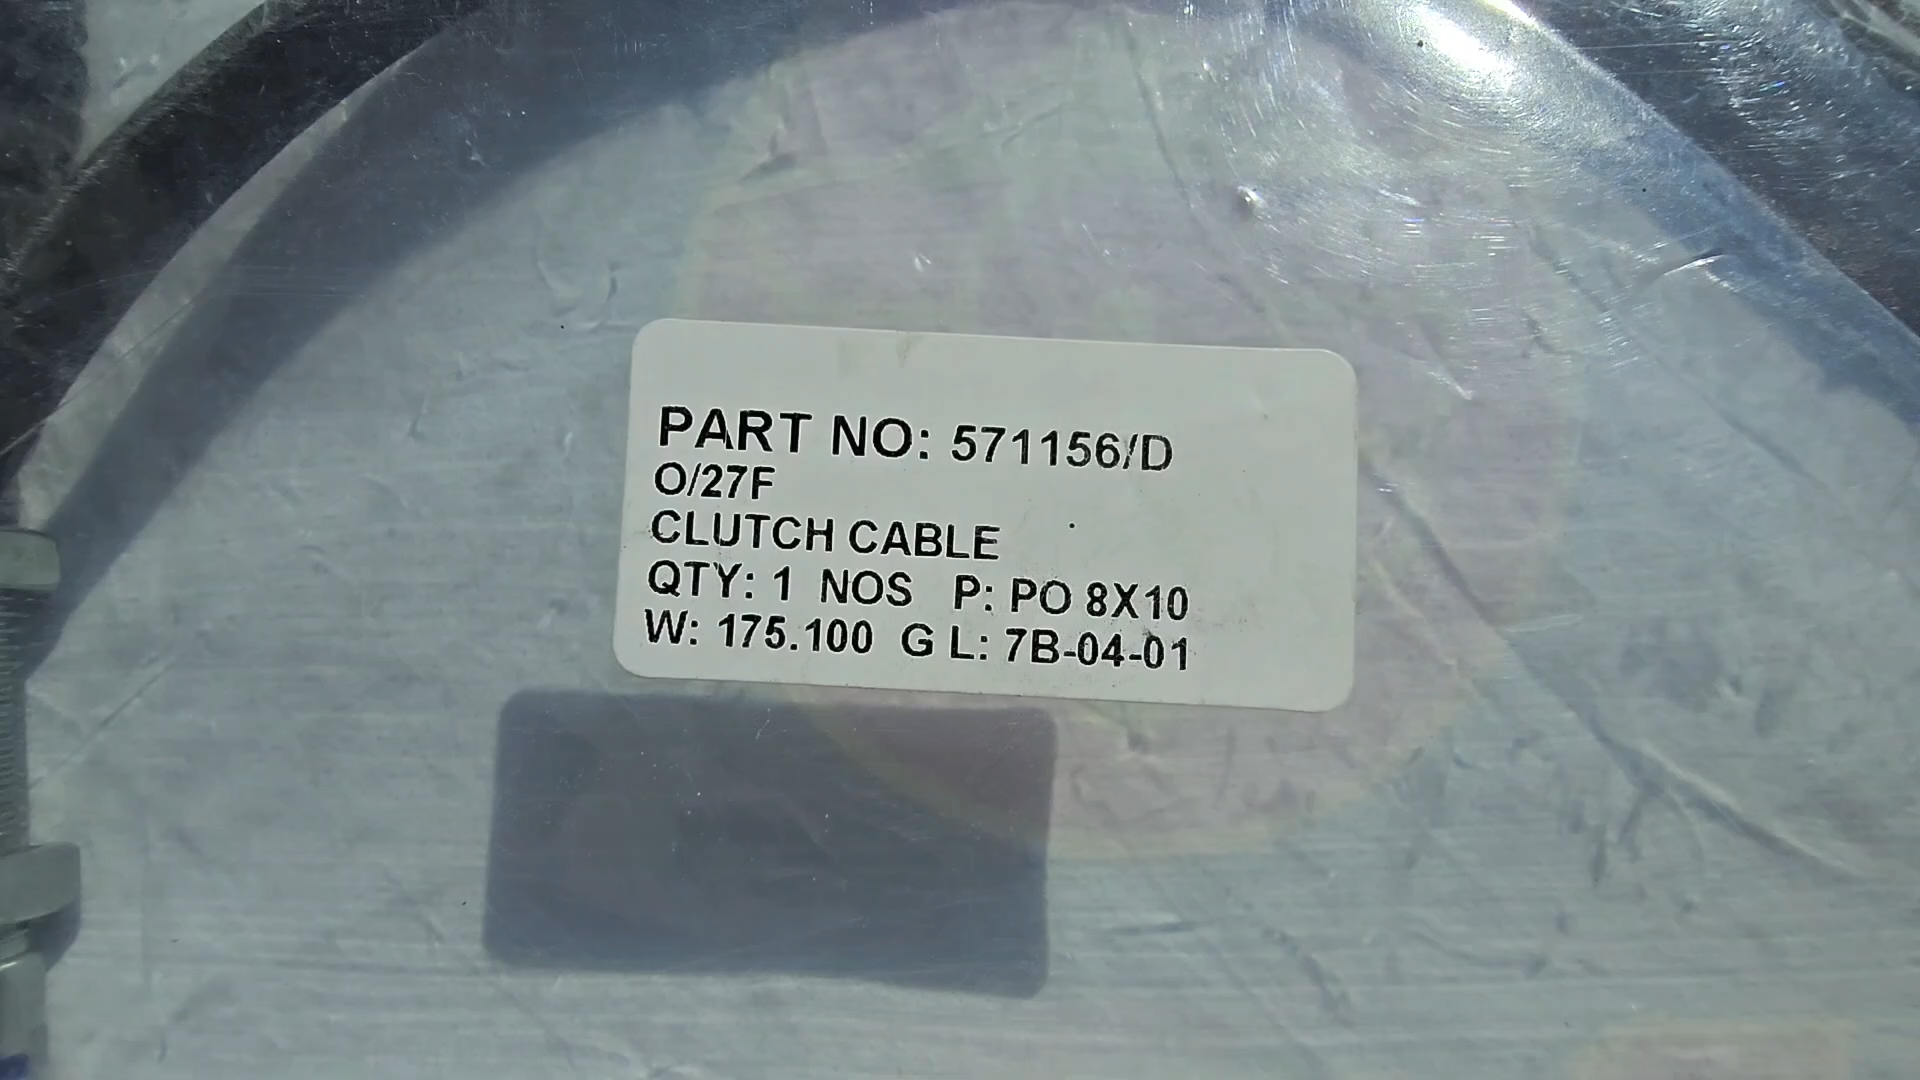 PART NO: 571156/D
O/27F
CLUTCH CABLE
QTY: 1 NOS P: PO 8X10
W: 175.100 G L: 7B-04-01